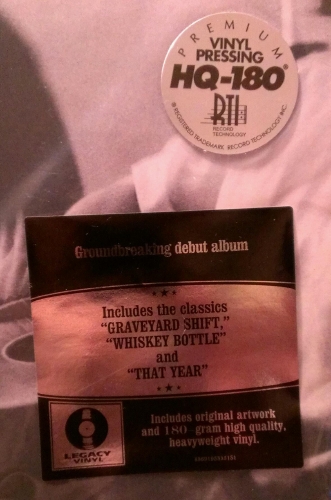 PREMIUM
VINYL
PRESSING
HQ-180®
RTI
RECORD
TECHNOLOGY
® REGISTERED TRADEMARK RECORD TECHNOLOGY INC.
Groundbreaking debut album
Includes the classics
“GRAVEYARD SHIFT,”
“WHISKEY BOTTLE”
and
“THAT YEAR”
Includes original artwork
and 180-gram high quality,
heavyweight vinyl.
LEGACY
VINYL